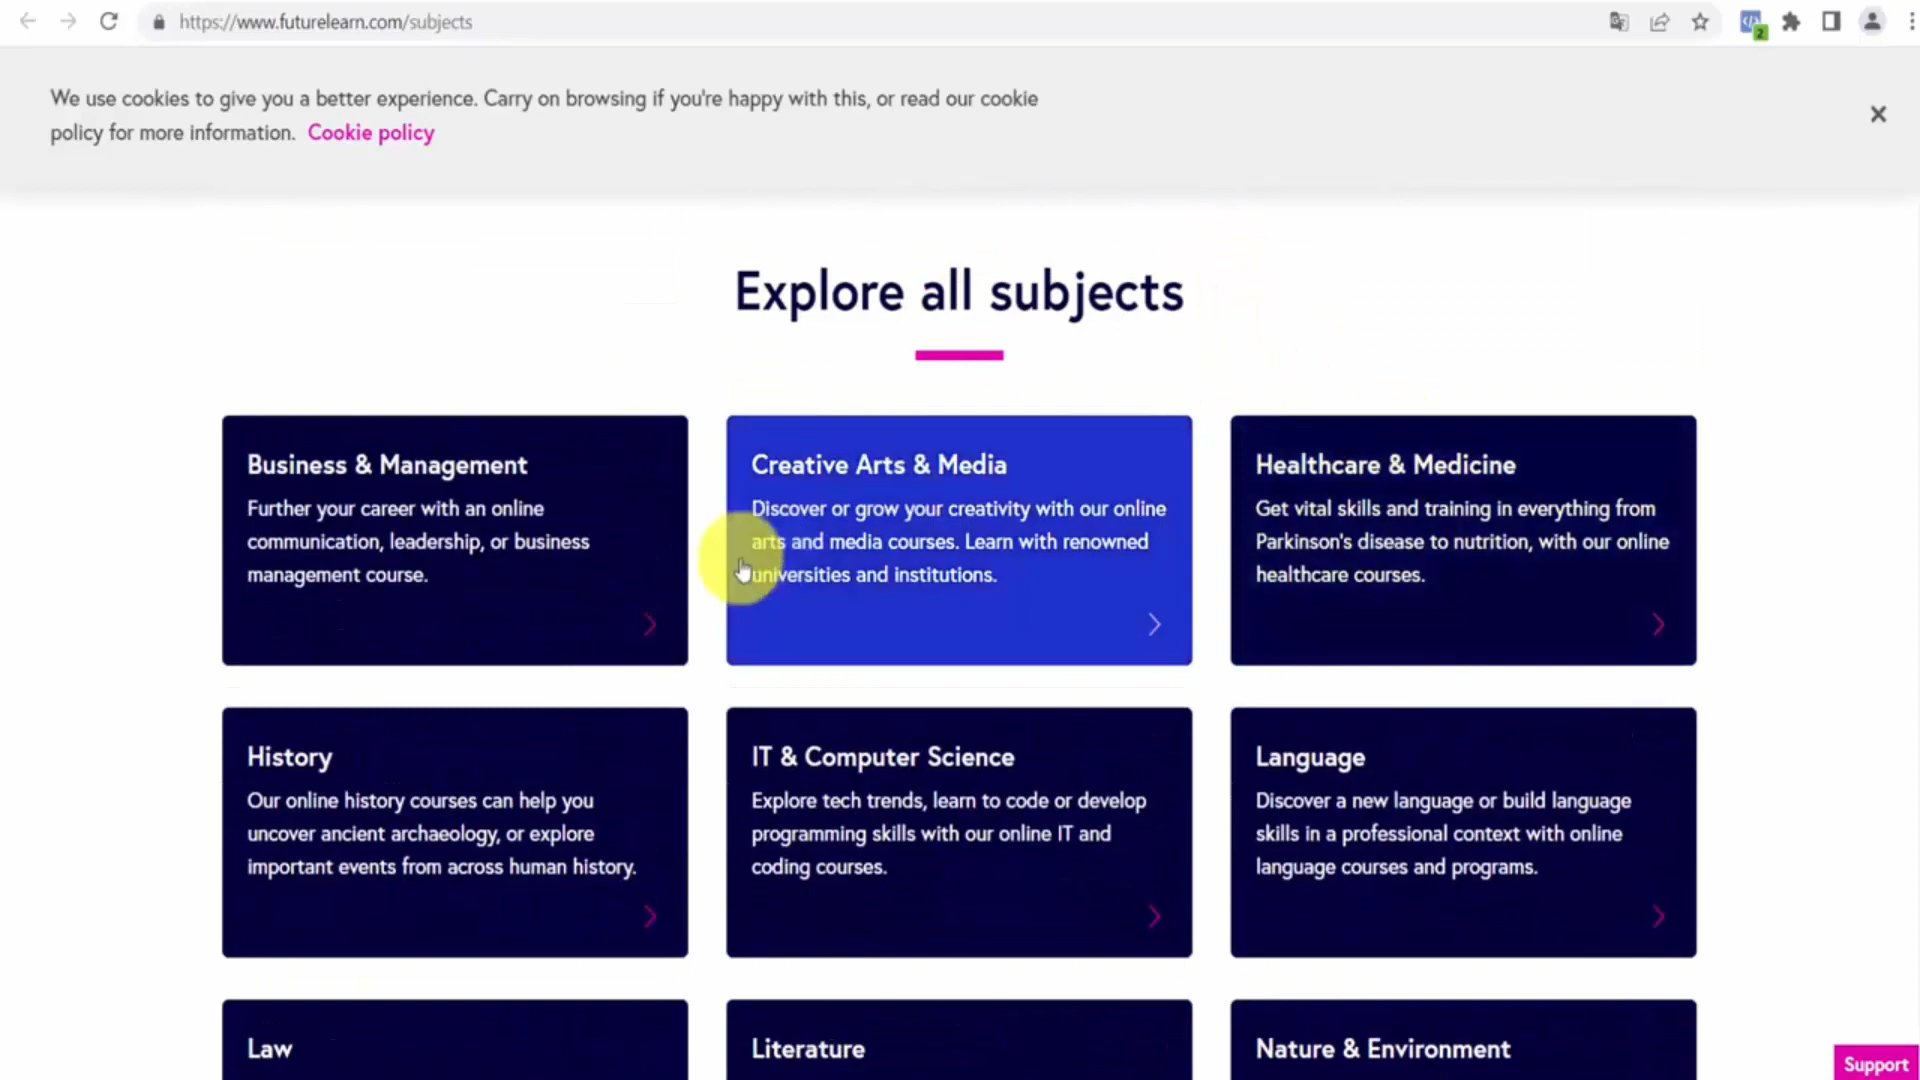 https://www.futurelearn.com/subjects
2
We use cookies to give you a better experience. Carry on browsing if you're happy with this, or read our cookie
policy for more information. Cookie policy
Explore all subjects
Business & Management
Further your career with an online
communication, leadership, or business
management course.
Creative Arts & Media
Discover or grow your creativity with our online
arts and media courses. Learn with renowned
universities and institutions.
Healthcare & Medicine
Get vital skills and training in everything from
Parkinson's disease to nutrition, with our online
healthcare courses.
History
Our online history courses can help you
uncover ancient archaeology, or explore
important events from across human history.
IT & Computer Science
Explore tech trends, learn to code or develop
programming skills with our online IT and
coding courses.
Language
Discover a new language or build language
skills in a professional context with online
language courses and programs.
Law
Literature
Nature & Environment
Support